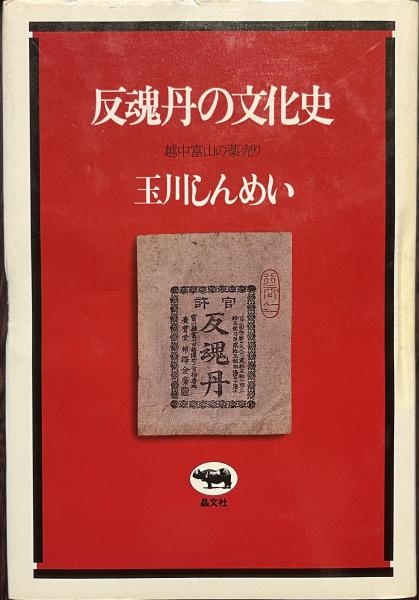 反魂丹の文化史
越中富山の薬売り
玉川しんめい
官許
反魂丹
晶文社